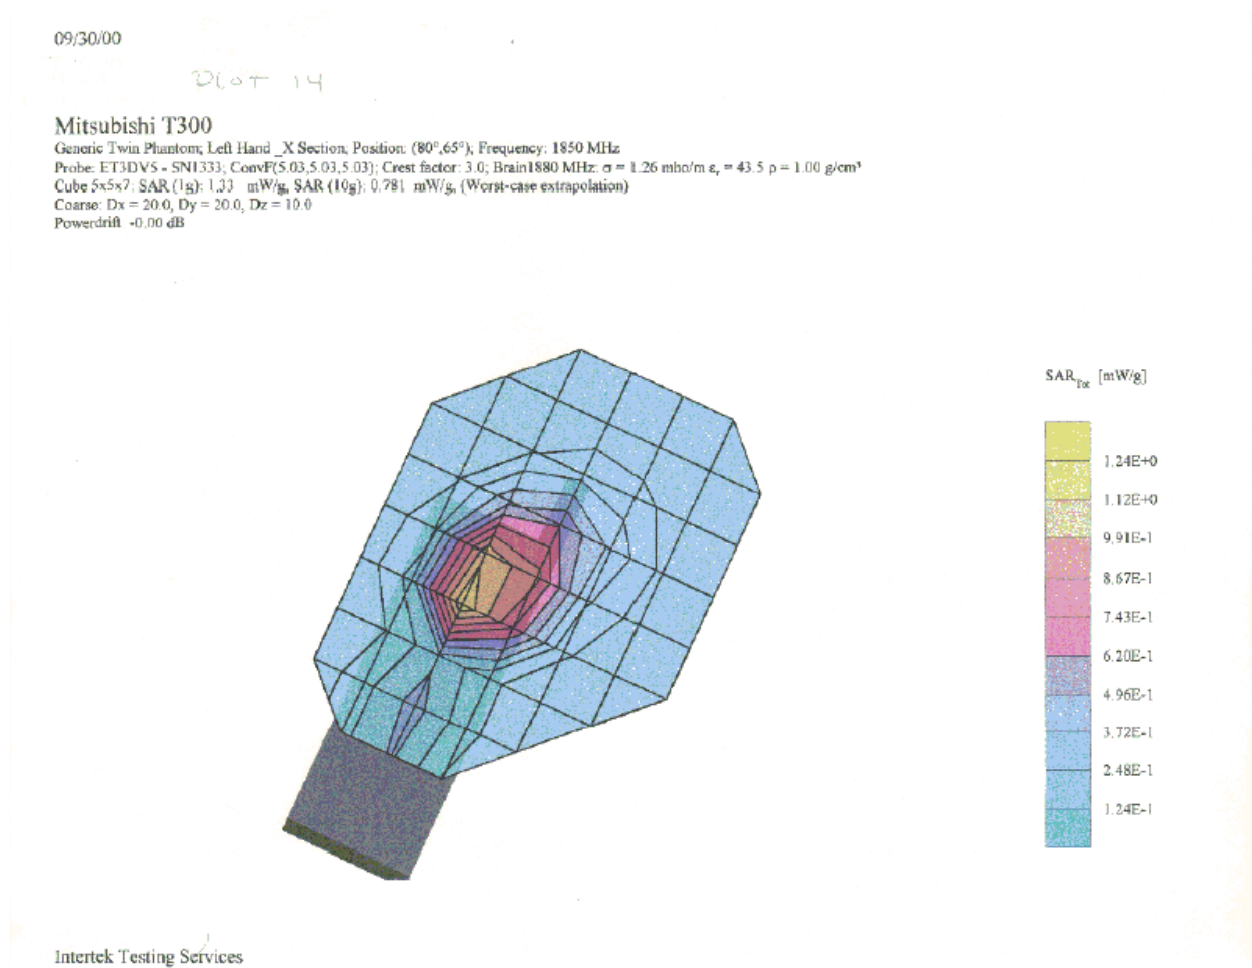 09/30/00
Plot 14
Mitsubishi T300
Generic Twin Phantom; Left Hand _X Section; Position: (80°,65°); Frequency: 1850 MHz
Probe: ET3DV5 - SN1333; ConvF(5.03,5.03,5.03); Crest factor: 3.0; Brain1880 MHz: σ = 1.26 mho/m εr = 43.5 ρ = 1.00 g/cm³
Cube 5x5x7: SAR (1g): 1.33 mW/g, SAR (10g): 0.781 mW/g, (Worst-case extrapolation)
Coarse: Dx = 20.0, Dy = 20.0, Dz = 10.0
Powerdrift -0.00 dB
SARTot [mW/g]
1.24E+0
1.12E+0
9.91E-1
8.67E-1
7.43E-1
6.20E-1
4.96E-1
3.72E-1
2.48E-1
1.24E-1
Intertek Testing Services